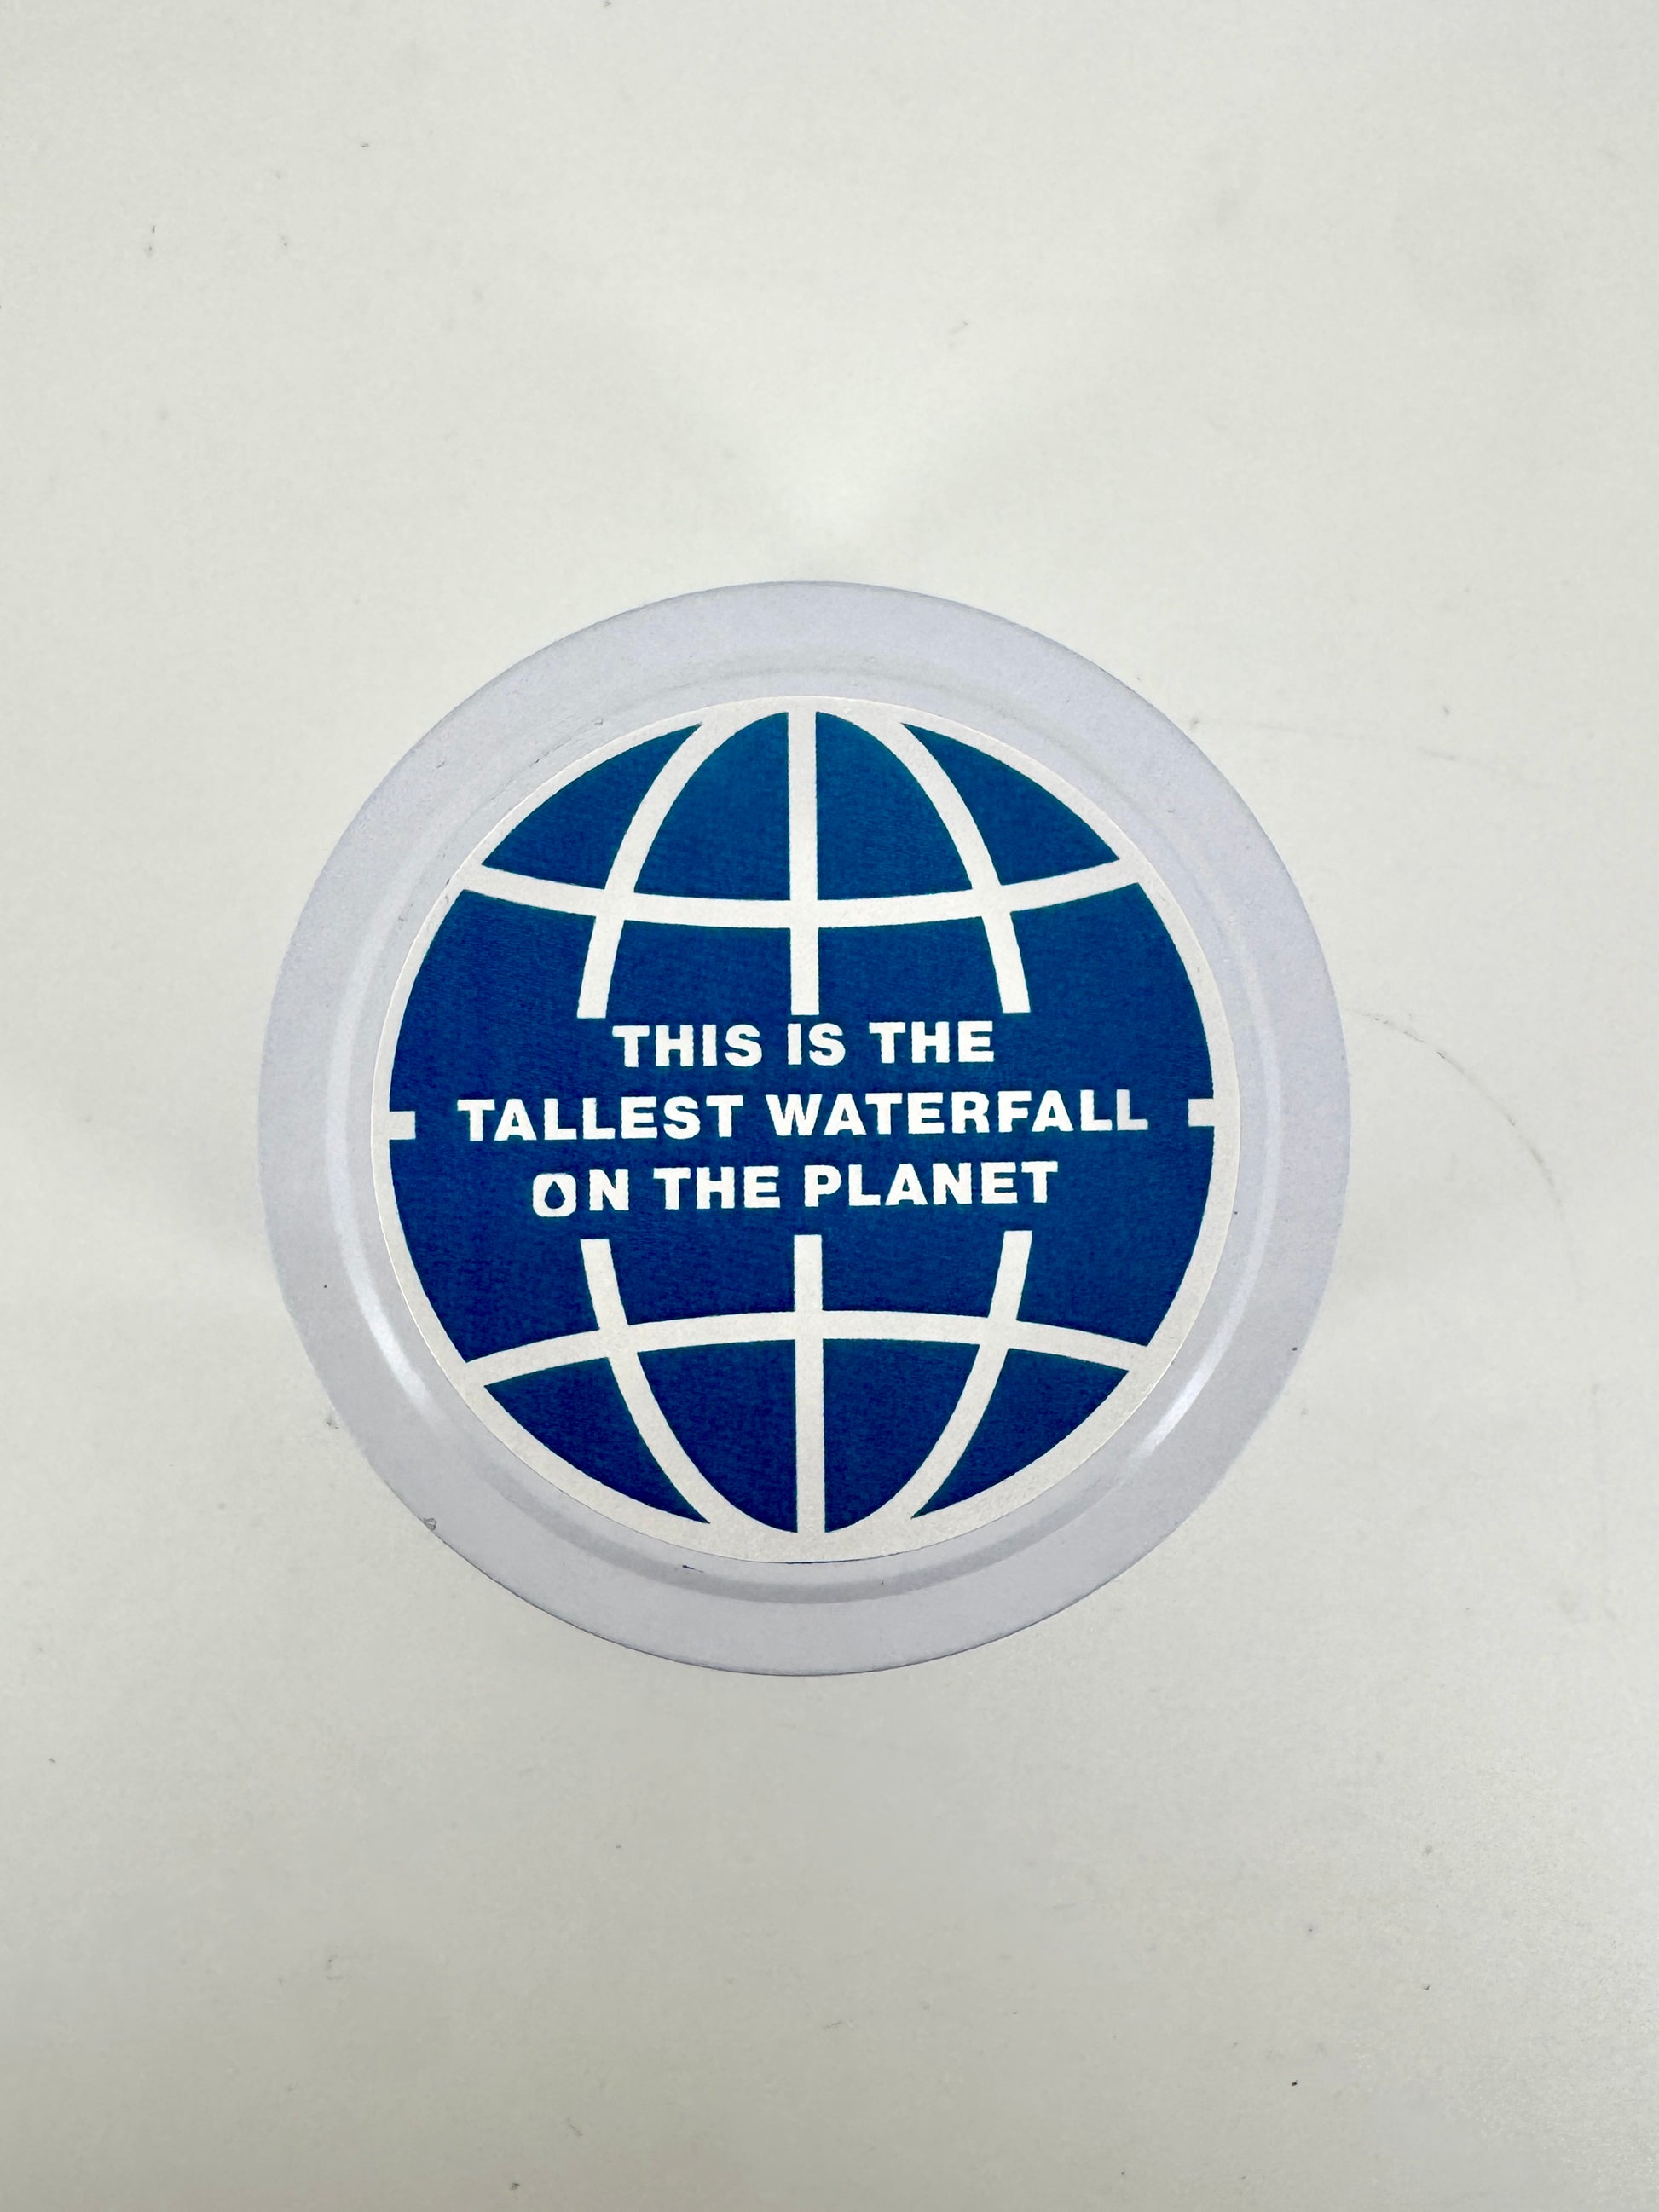 THIS IS THE
TALLEST WATERFALL
ON THE PLANET